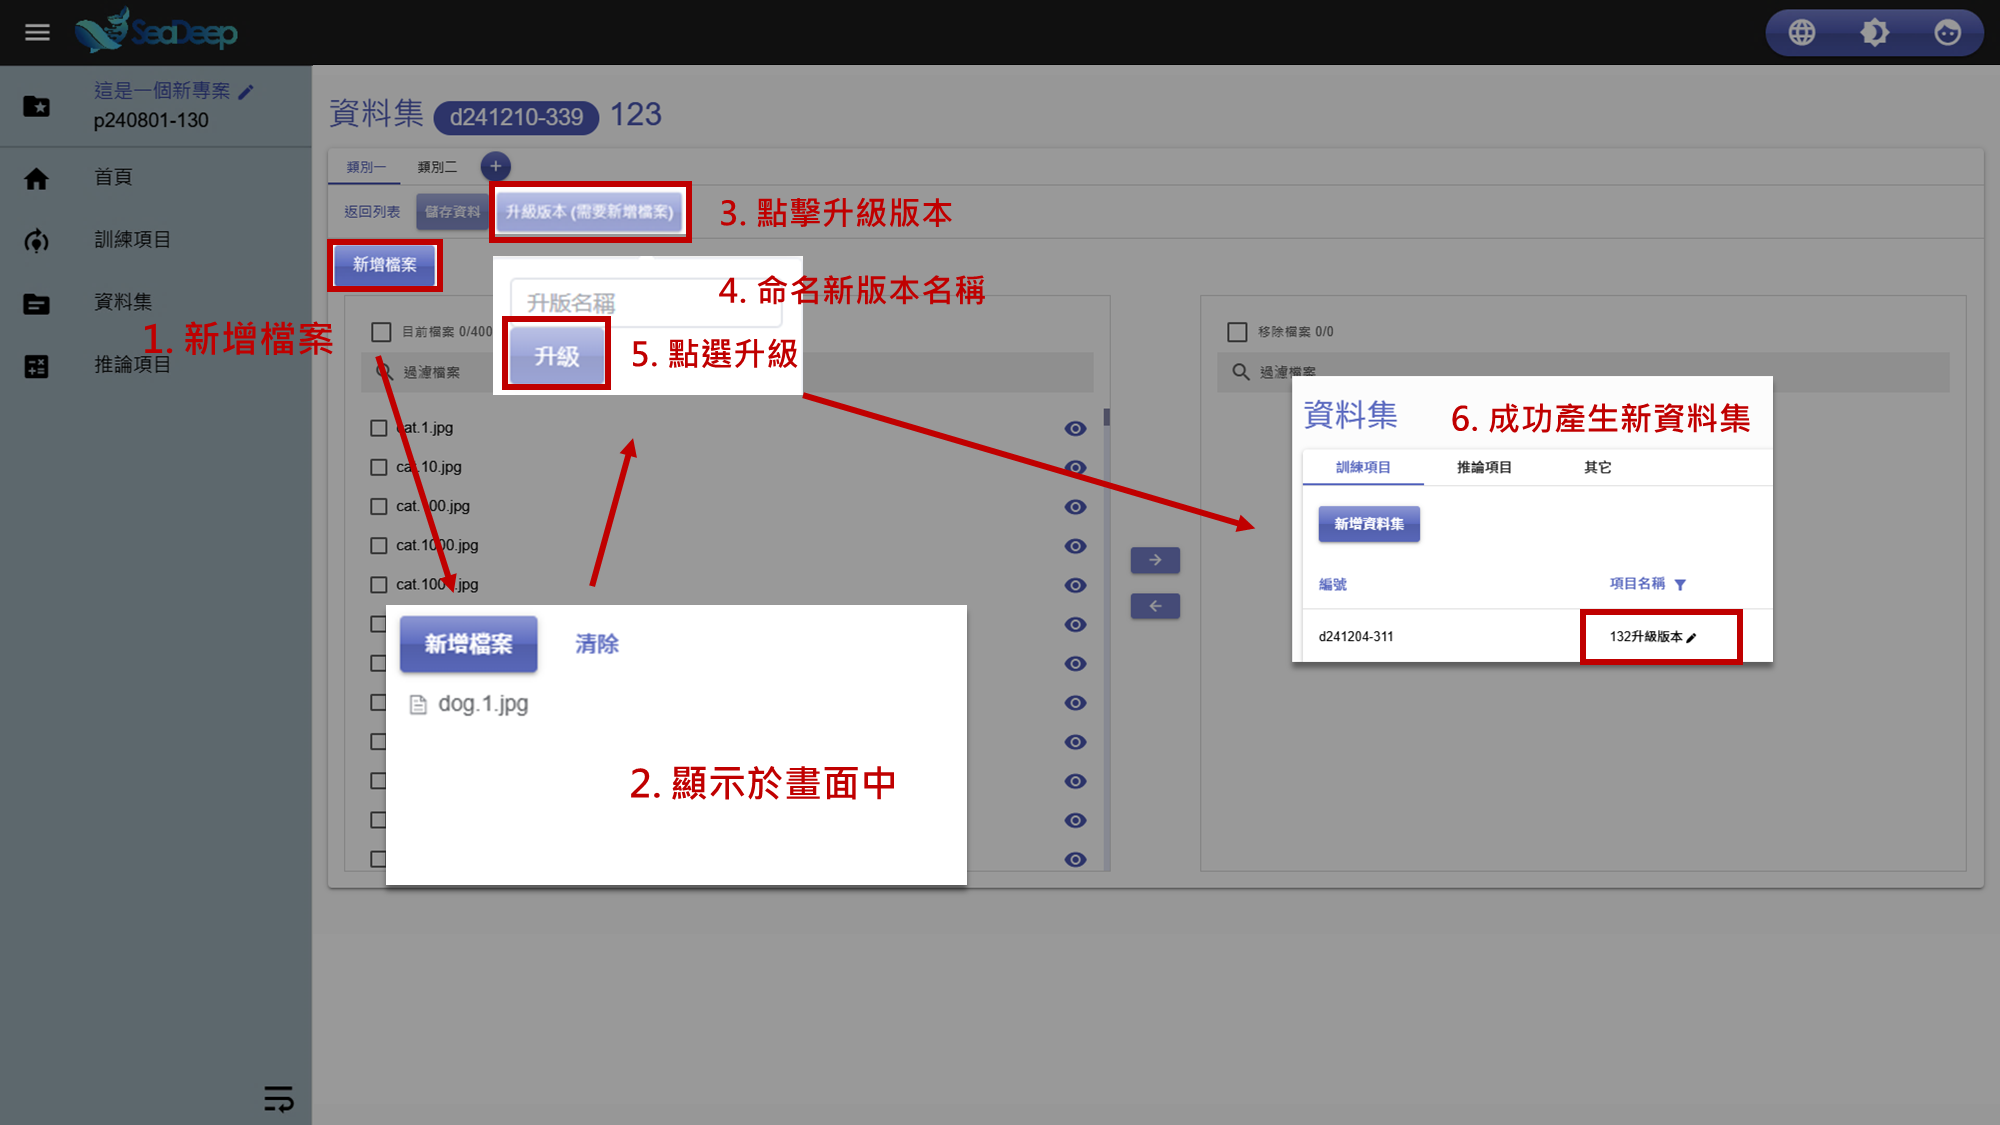 SeaDeep
這是一個新專案
p240801-130
首頁
訓練項目
資料集
推論項目
資料集 d241210-339 123
類別一 類別二 +
返回列表 儲存資料 升級版本 (需要新增檔案)
3. 點擊升級版本
新增檔案
1. 新增檔案
升版名稱
4. 命名新版本名稱
升級
5. 點選升級
目前檔案 0/400
過濾檔案
cat.1.jpg
cat.10.jpg
cat.100.jpg
cat.1000.jpg
新增檔案 清除
dog.1.jpg
2. 顯示於畫面中
移除檔案 0/0
過濾檔案
資料集
6. 成功產生新資料集
訓練項目 推論項目 其它
新增資料集
編號 項目名稱
d241204-311 132升級版本